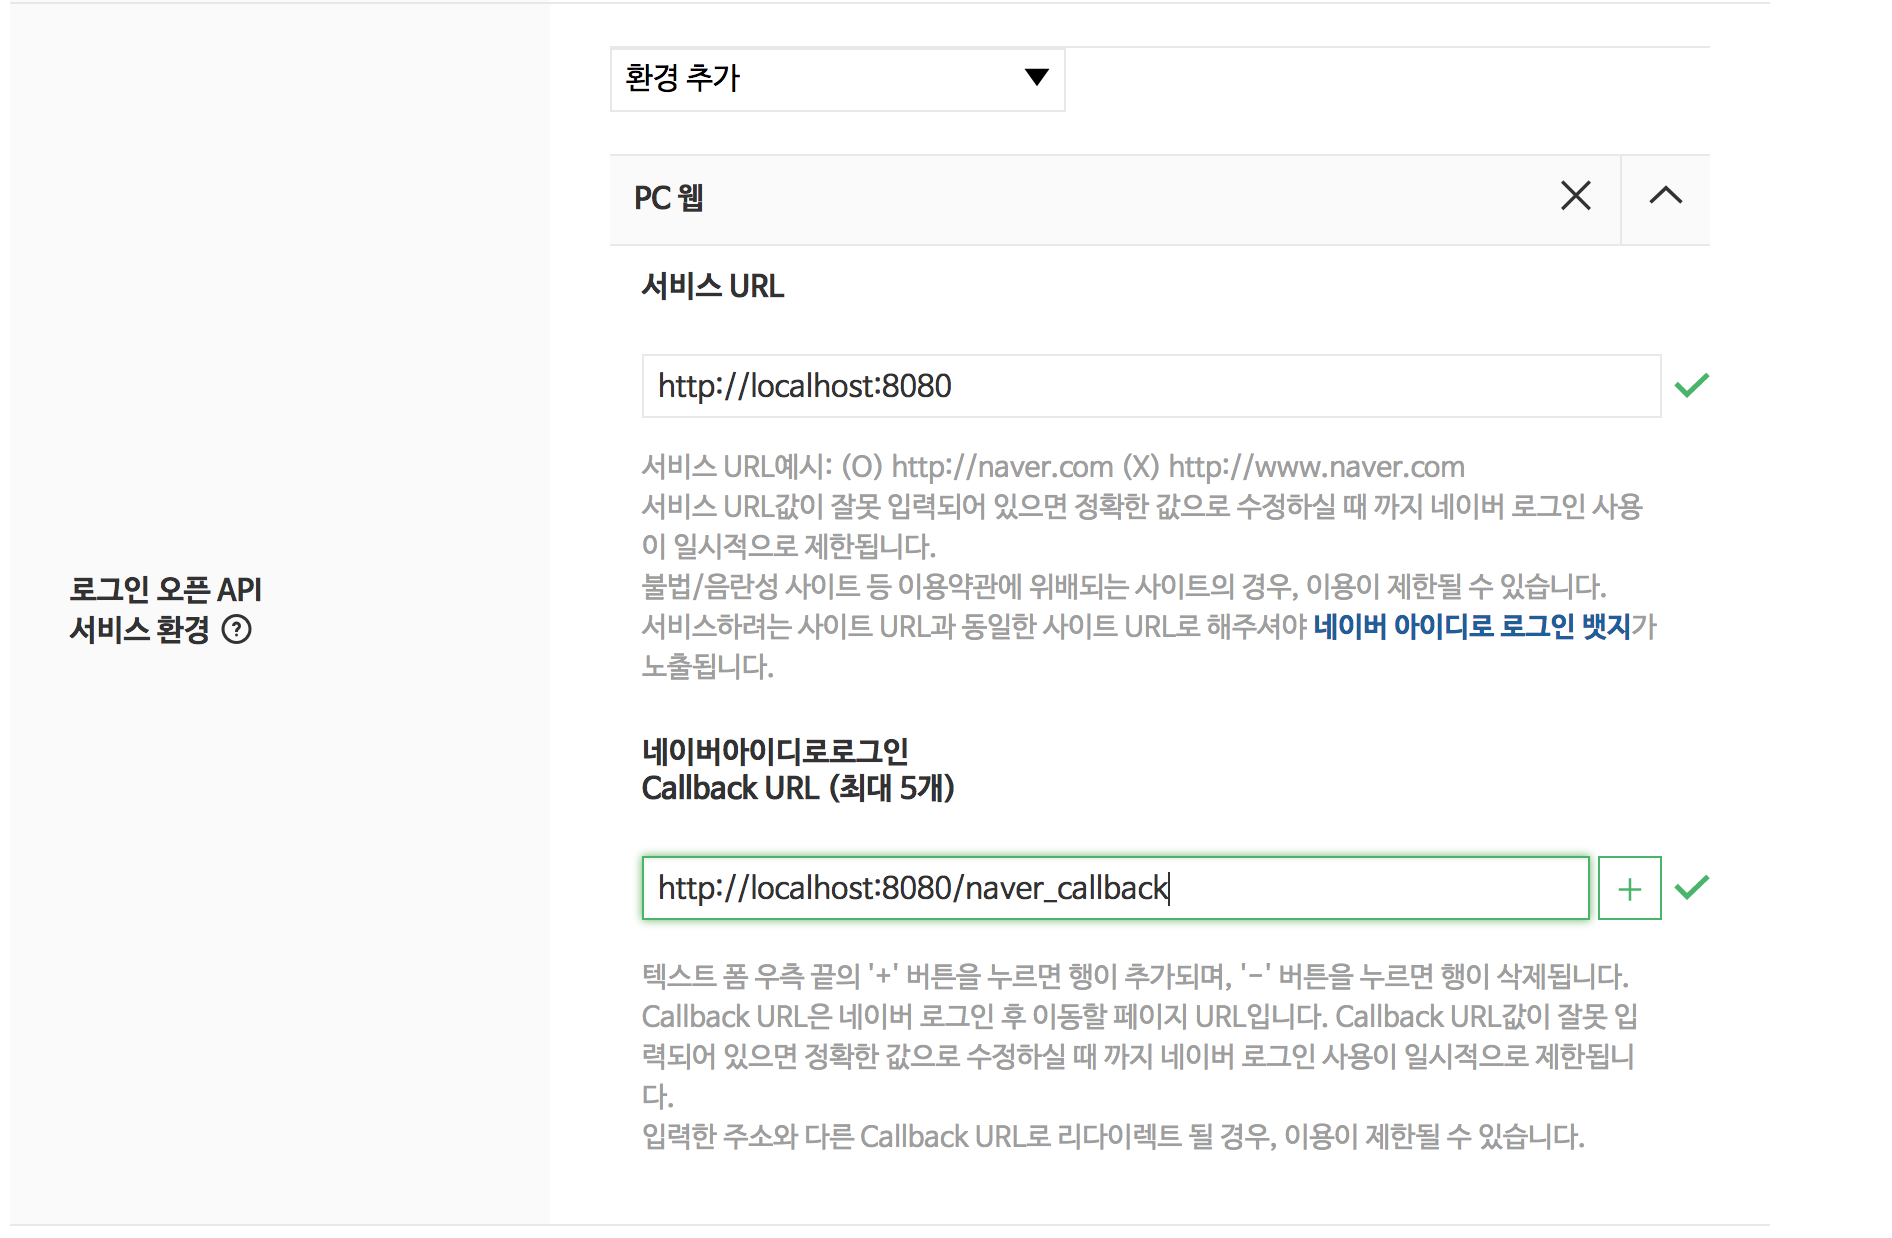 환경 추가
PC 웹
서비스 URL
http://localhost:8080
서비스 URL예시: (O) http://naver.com (X) http://www.naver.com
서비스 URL값이 잘못 입력되어 있으면 정확한 값으로 수정하실 때 까지 네이버 로그인 사용
이 일시적으로 제한됩니다.
불법/음란성 사이트 등 이용약관에 위배되는 사이트의 경우, 이용이 제한될 수 있습니다.
서비스하려는 사이트 URL과 동일한 사이트 URL로 해주셔야 네이버 아이디로 로그인 뱃지가
노출됩니다.
로그인 오픈 API
서비스 환경 ?
네이버아이디로로그인
Callback URL (최대 5개)
http://localhost:8080/naver_callback
+
텍스트 폼 우측 끝의 '+' 버튼을 누르면 행이 추가되며, '-' 버튼을 누르면 행이 삭제됩니다.
Callback URL은 네이버 로그인 후 이동할 페이지 URL입니다. Callback URL값이 잘못 입
력되어 있으면 정확한 값으로 수정하실 때 까지 네이버 로그인 사용이 일시적으로 제한됩니
다.
입력한 주소와 다른 Callback URL로 리다이렉트 될 경우, 이용이 제한될 수 있습니다.